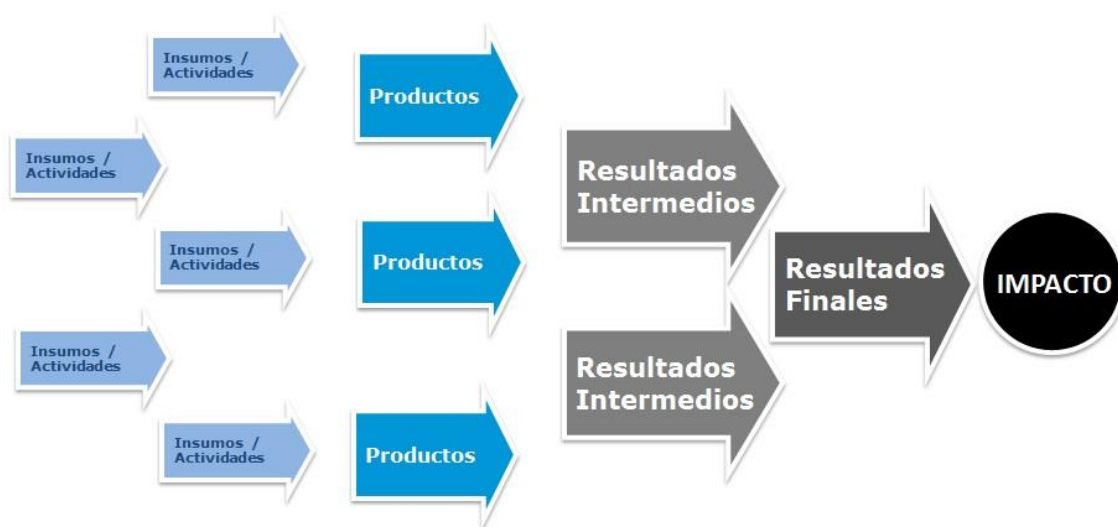 Insumos /
Actividades
Productos
Insumos /
Actividades
Resultados
Intermedios
Insumos /
Actividades
Productos
Resultados
Finales
IMPACTO
Insumos /
Actividades
Resultados
Intermedios
Insumos /
Actividades
Productos